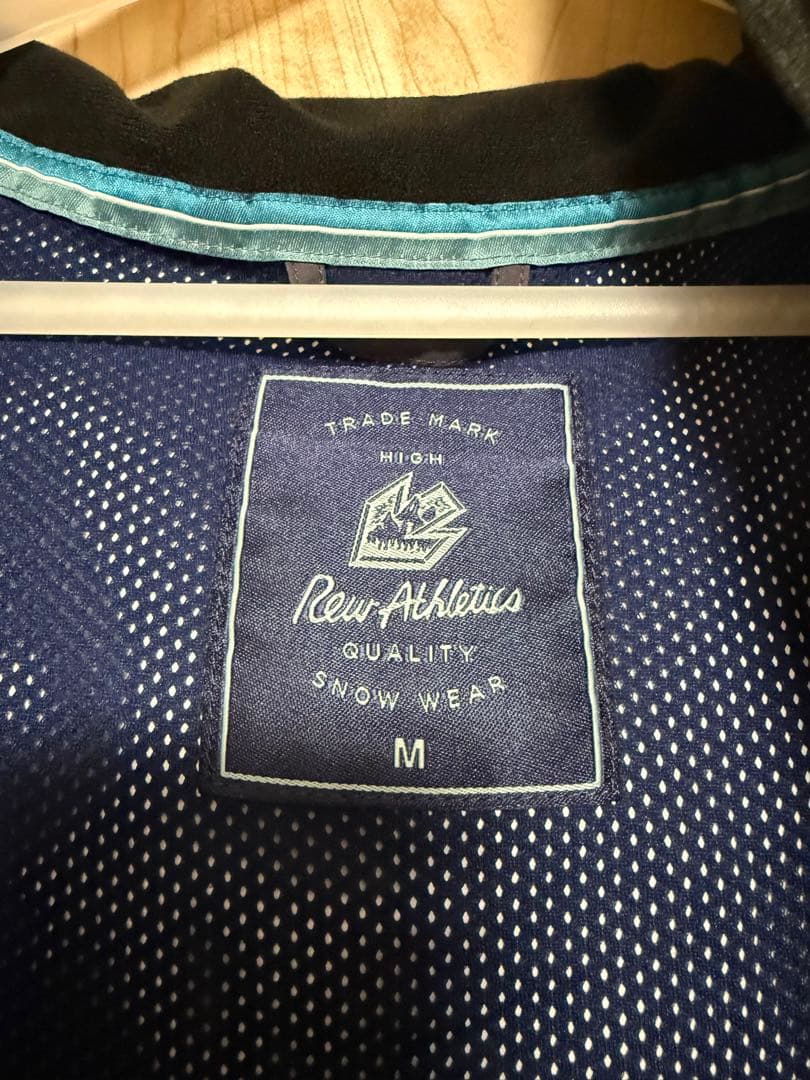 TRADE MARK
HIGH
Rew Athletics
QUALITY
SNOW WEAR
M